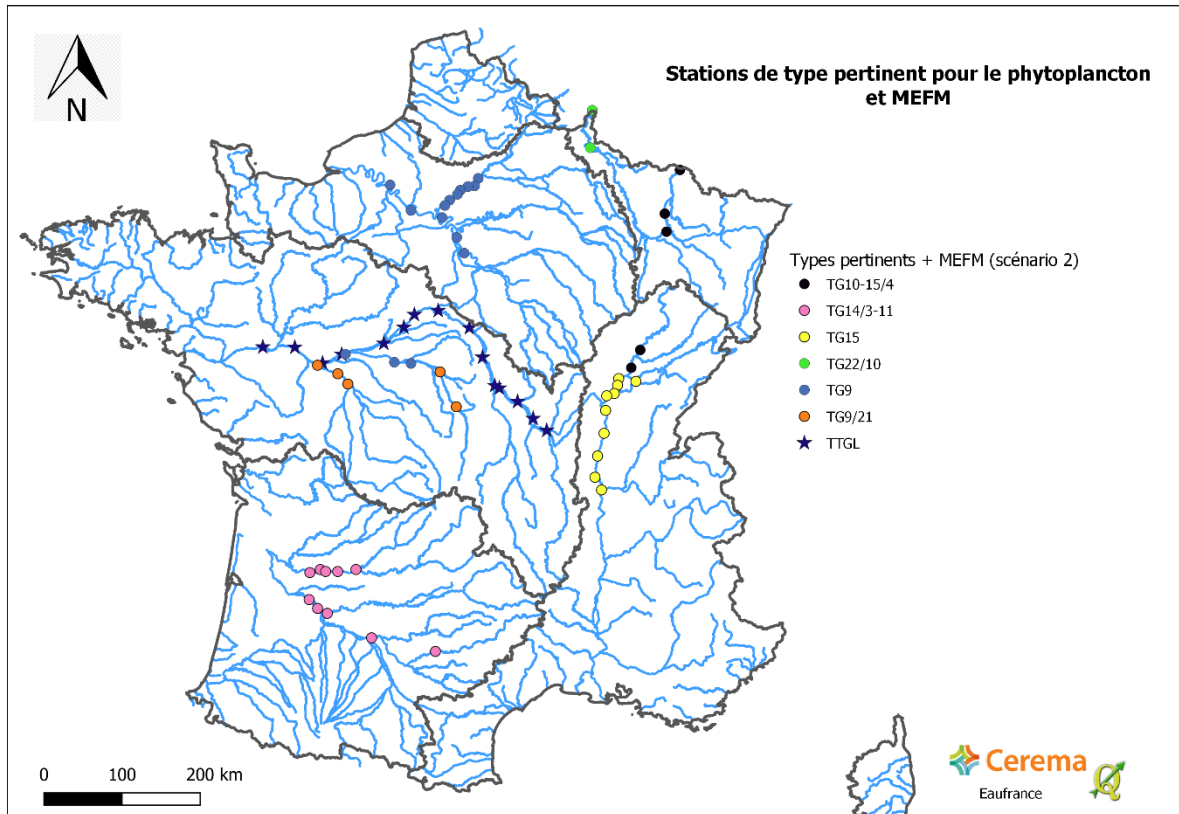 N
Stations de type pertinent pour le phytoplancton
et MEFM
Types pertinents + MEFM (scénario 2)
TG10-15/4
TG14/3-11
TG15
TG22/10
TG9
TG9/21
TTGL
0 100 200 km
Cerema
Eaufrance